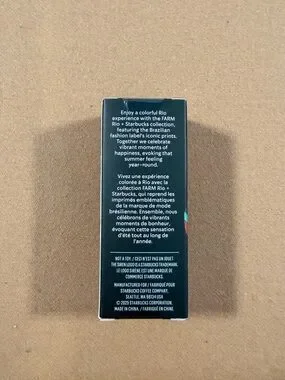 Enjoy a colorful Rio
experience with the FARM
Rio + Starbucks collection,
featuring the Brazilian
fashion label's iconic prints.
Together we celebrate
vibrant moments of
happiness, evoking that
summer feeling
year-round.
Vivez une expérience
colorée à Rio avec la
collection FARM Rio +
Starbucks, qui reprend les
imprimés emblématiques
de la marque de mode
brésilienne. Ensemble, nous
célébrons de vibrants
moments de bonheur,
évoquant cette sensation
d'été tout au long de
l'année.
NOT A TOY. / CECI N'EST PAS UN JOUET.
THE SIREN LOGO IS A STARBUCKS TRADEMARK.
LE LOGO SIRÈNE EST UNE MARQUE DE
COMMERCE STARBUCKS.
MANUFACTURED FOR / FABRIQUÉ POUR
STARBUCKS COFFEE COMPANY,
SEATTLE, WA 98134 USA
© 2025 STARBUCKS CORPORATION.
MADE IN CHINA. / FABRIQUÉ EN CHINE.